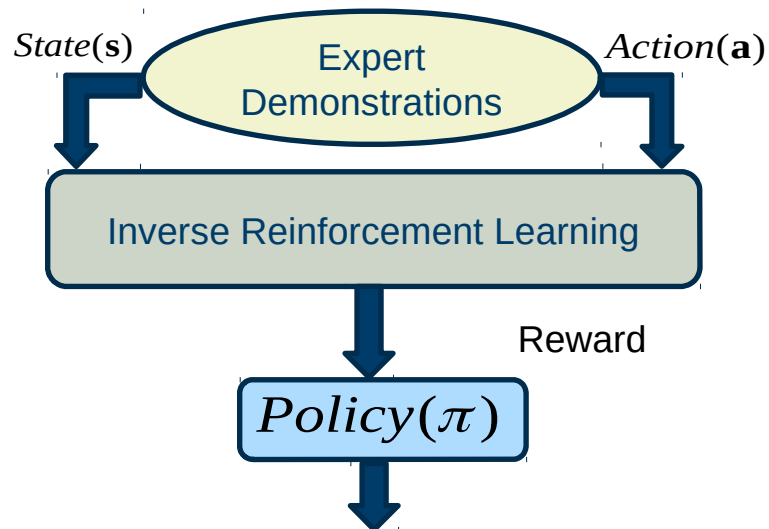 State(s)
Action(a)
Expert
Demonstrations
Inverse Reinforcement Learning
Reward
Policy(π)